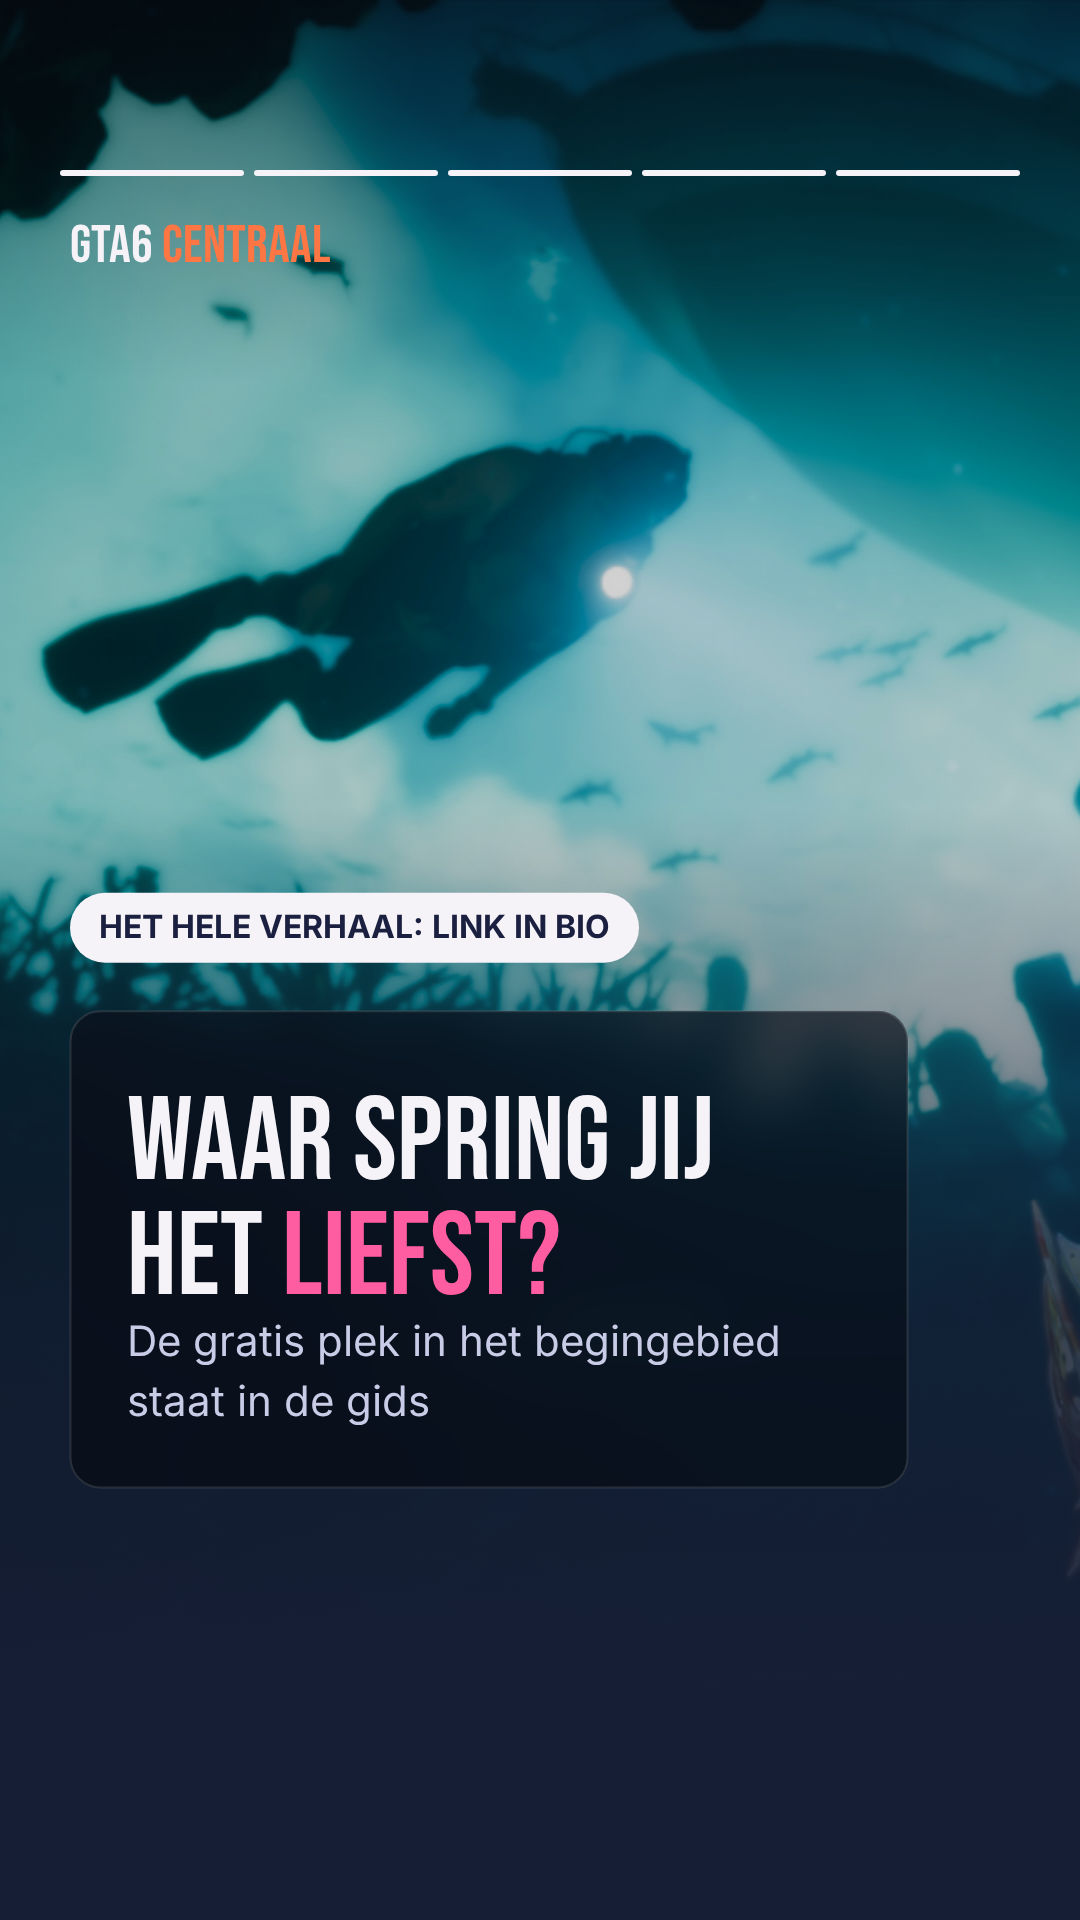 GTA6 CENTRAAL
HET HELE VERHAAL: LINK IN BIO
WAAR SPRING JIJ
HET LIEFST?
De gratis plek in het begingebied
staat in de gids